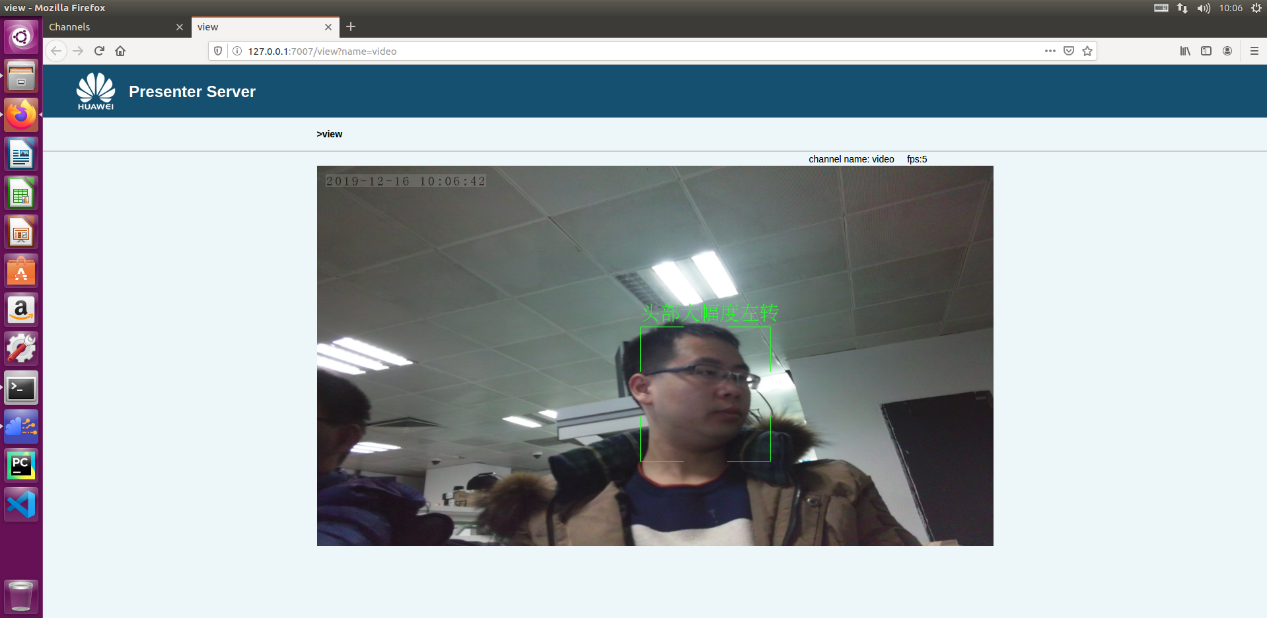 view - Mozilla Firefox
10:06
Channels
view
127.0.0.1:7007/view?name=video
HUAWEI
Presenter Server
>view
channel name: video fps:5
2019-12-16 10:06:42
头部大幅度左转
a
PC